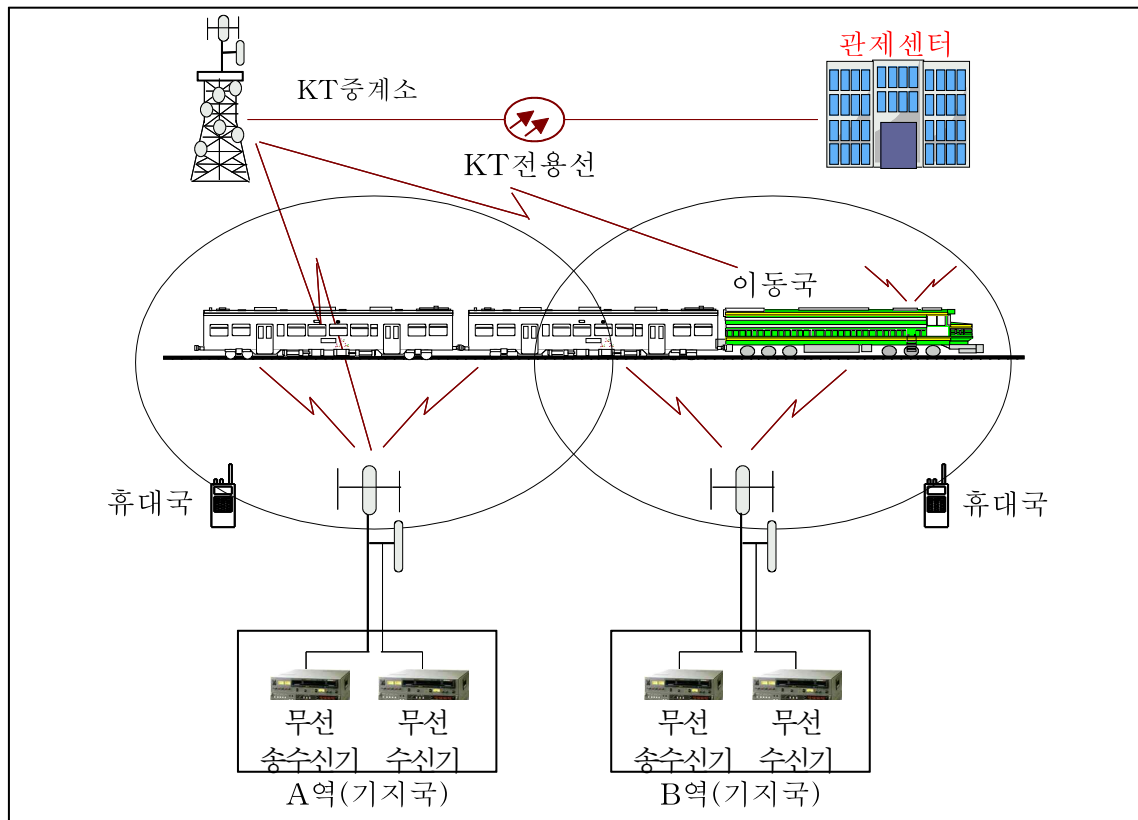 관제센터
KT중계소
KT전용선
이동국
휴대국
휴대국
무선
송수신기
무선
수신기
무선
송수신기
무선
수신기
A역(기지국)
B역(기지국)